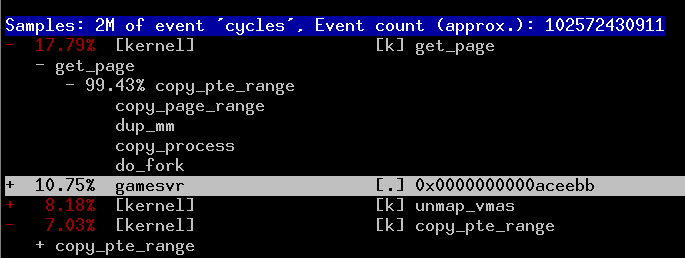 Samples: 2M of event ´cycles´, Event count (approx.): 102572430911
- 17.79% [kernel] [k] get_page
- get_page
- 99.43% copy_pte_range
copy_page_range
dup_mm
copy_process
do_fork
+ 10.75% gamesvr [.] 0x0000000000aceebb
+ 8.18% [kernel] [k] unmap_vmas
- 7.03% [kernel] [k] copy_pte_range
+ copy_pte_range